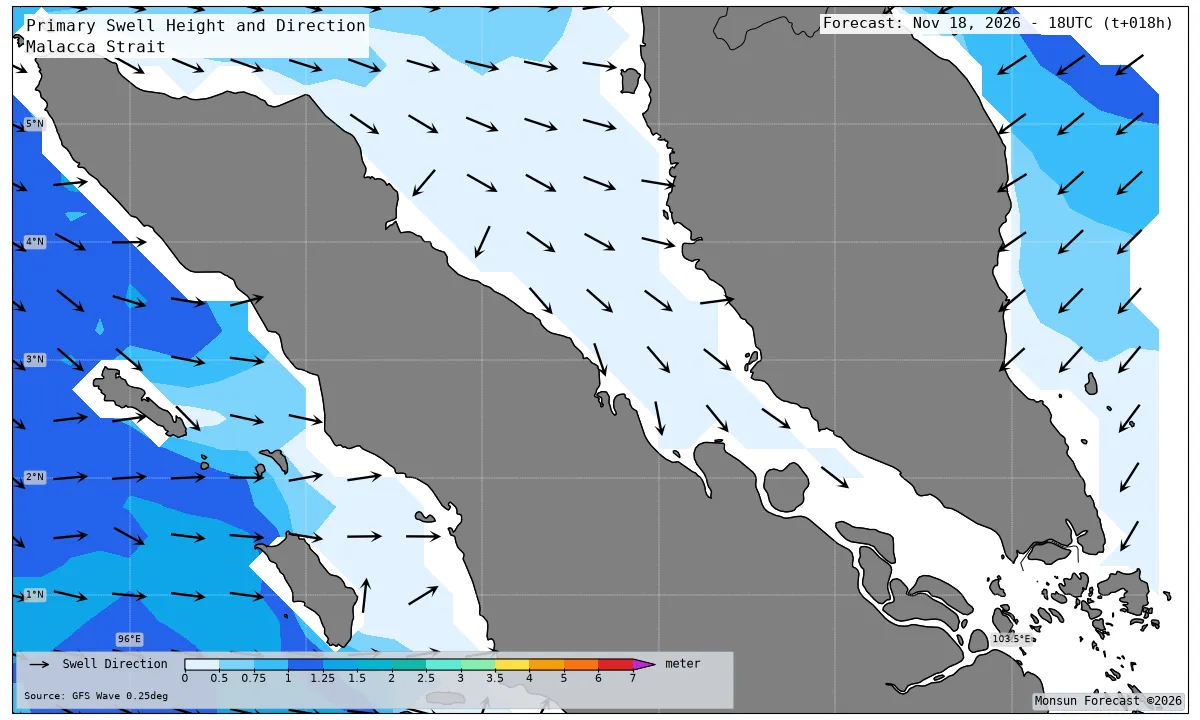 Primary Swell Height and Direction
Malacca Strait
Forecast: Nov 18, 2026 - 18UTC (t+018h)
5°N
4°N
3°N
2°N
1°N
96°E
103.5°E
Swell Direction
0 0.5 0.75 1 1.25 1.5 2 2.5 3 3.5 4 5 6 7
meter
Source: GFS Wave 0.25deg
Monsun Forecast ©2026